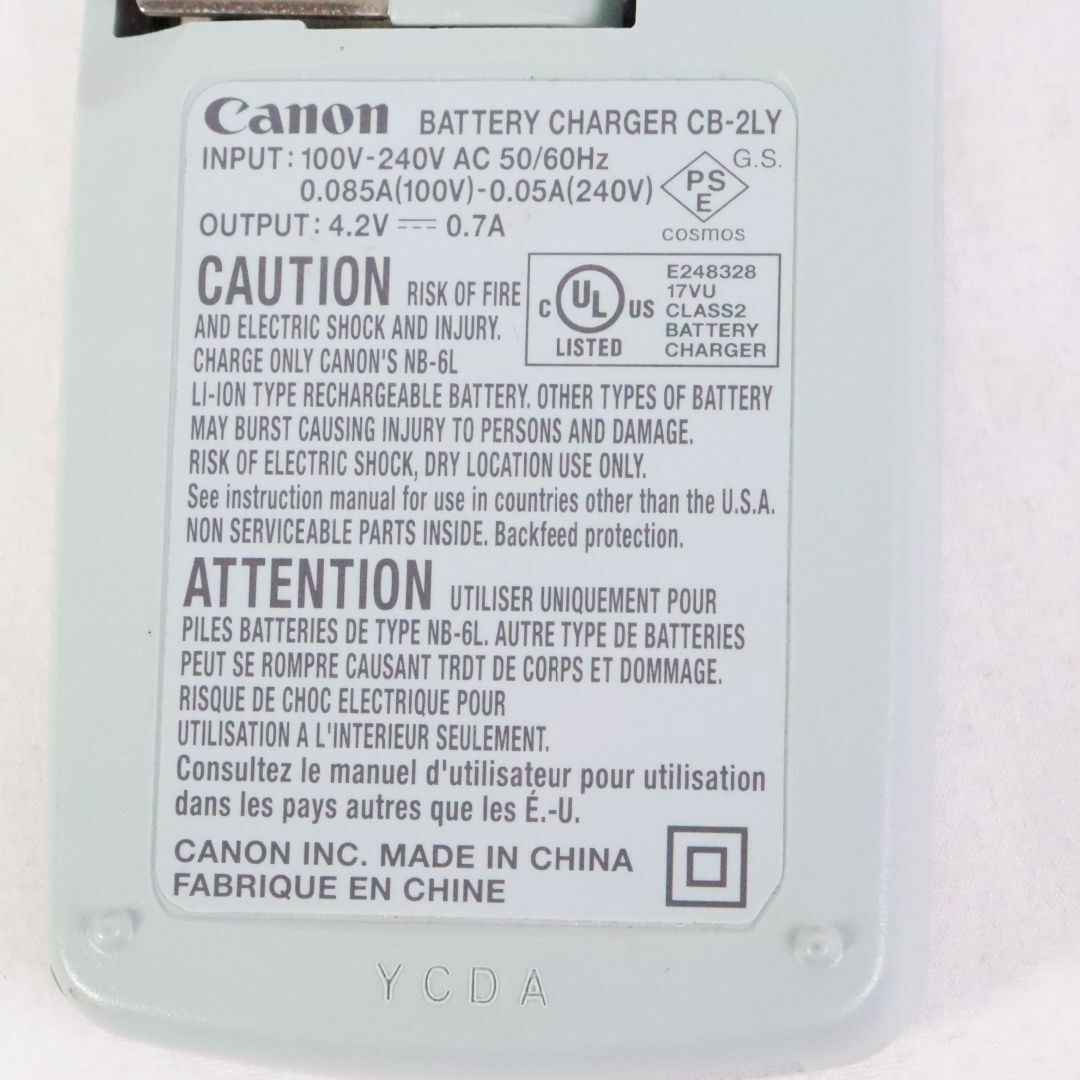 Canon BATTERY CHARGER CB-2LY
INPUT: 100V-240V AC 50/60Hz
0.085A(100V)-0.05A(240V)
G.S.
PS
E
cosmos
OUTPUT: 4.2V ⎓ 0.7A
CAUTION RISK OF FIRE
AND ELECTRIC SHOCK AND INJURY.
CHARGE ONLY CANON'S NB-6L
LI-ION TYPE RECHARGEABLE BATTERY. OTHER TYPES OF BATTERY
MAY BURST CAUSING INJURY TO PERSONS AND DAMAGE.
RISK OF ELECTRIC SHOCK, DRY LOCATION USE ONLY.
See instruction manual for use in countries other than the U.S.A.
NON SERVICEABLE PARTS INSIDE. Backfeed protection.
C UL US
LISTED
E248328
17VU
CLASS2
BATTERY
CHARGER
ATTENTION UTILISER UNIQUEMENT POUR
PILES BATTERIES DE TYPE NB-6L. AUTRE TYPE DE BATTERIES
PEUT SE ROMPRE CAUSANT TRDT DE CORPS ET DOMMAGE.
RISQUE DE CHOC ELECTRIQUE POUR
UTILISATION A L'INTERIEUR SEULEMENT.
Consultez le manuel d'utilisateur pour utilisation
dans les pays autres que les É.-U.
CANON INC. MADE IN CHINA
FABRIQUE EN CHINE
YCDA